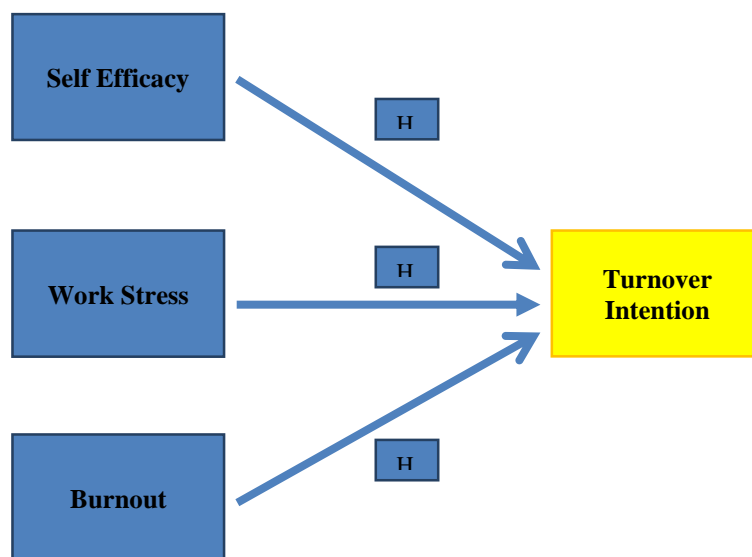 Self Efficacy
H
Work Stress
H
Turnover
Intention
H
Burnout